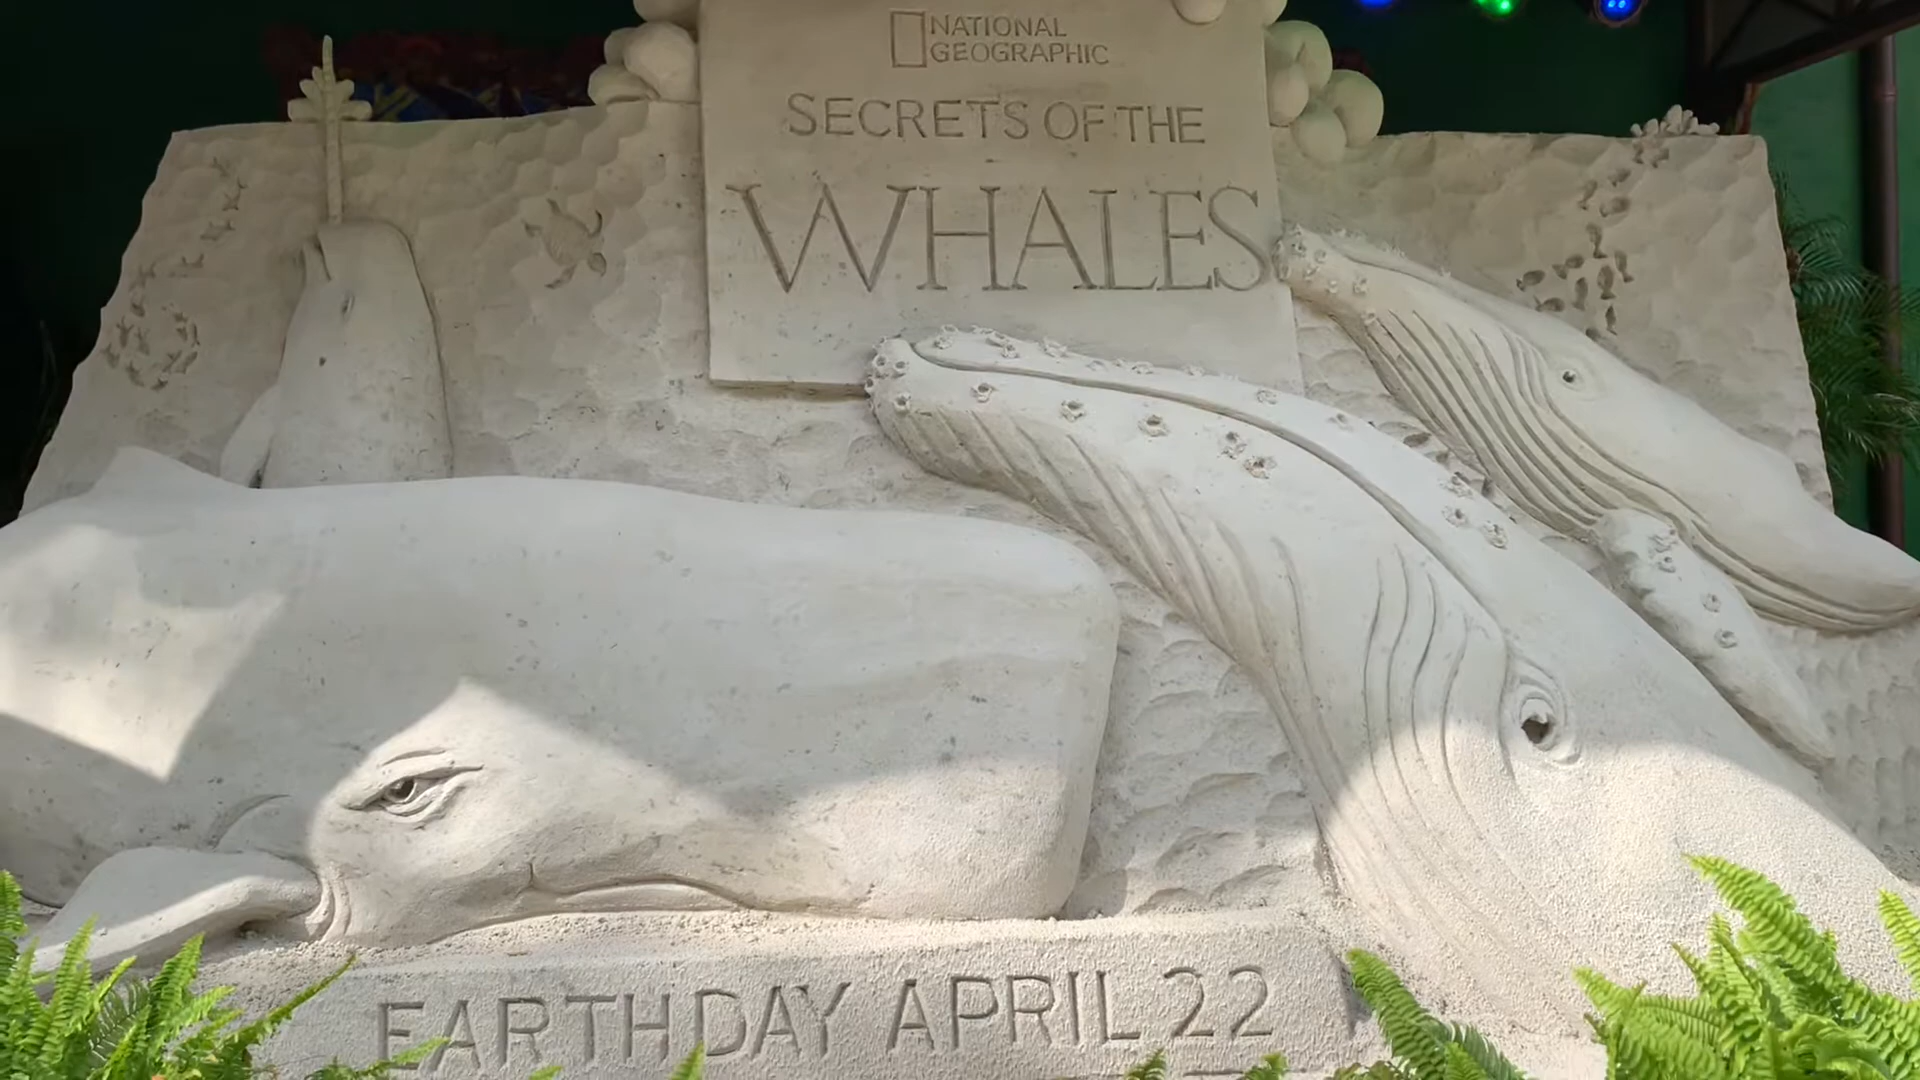 NATIONAL
GEOGRAPHIC
SECRETS OF THE
WHALES
EARTH DAY APRIL 22